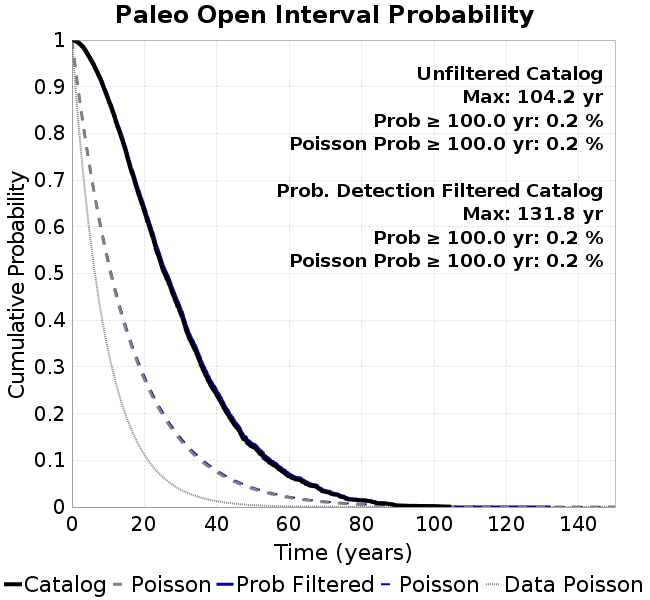 Paleo Open Interval Probability
Unfiltered Catalog
Max: 104.2 yr
Prob ≥ 100.0 yr: 0.2 %
Poisson Prob ≥ 100.0 yr: 0.2 %
Prob. Detection Filtered Catalog
Max: 131.8 yr
Prob ≥ 100.0 yr: 0.2 %
Poisson Prob ≥ 100.0 yr: 0.2 %
Cumulative Probability
1
0.9
0.8
0.7
0.6
0.5
0.4
0.3
0.2
0.1
0
0 20 40 60 80 100 120 140
Time (years)
Catalog Poisson Prob Filtered Poisson Data Poisson